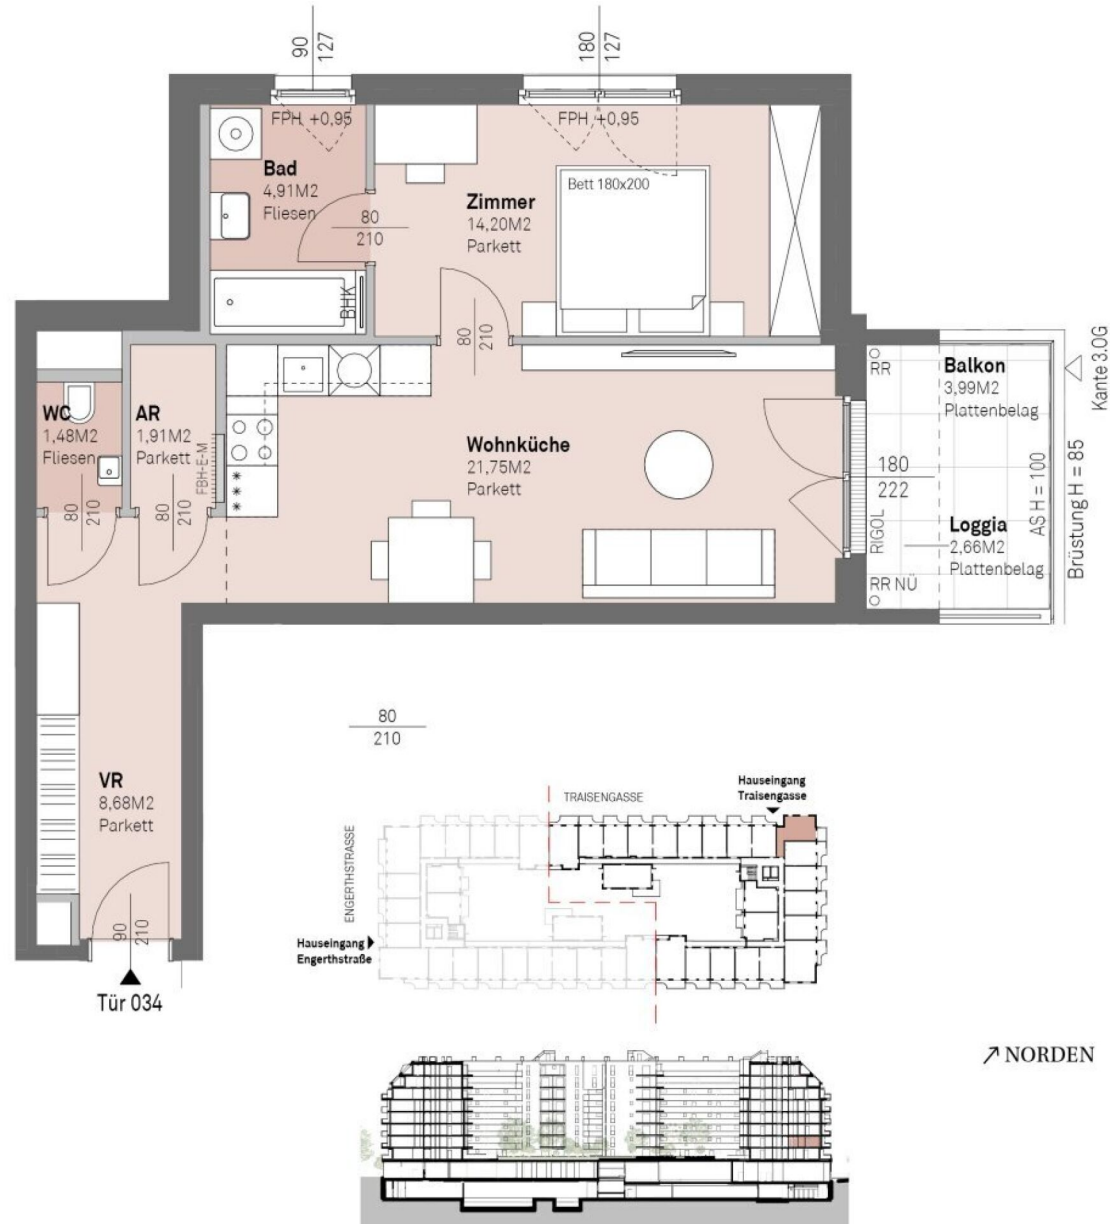 90
127
180
127
FPH +0,95
FPH +0,95
Bad
4,91M2
Fliesen
80
210
BHK
Zimmer
14,20M2
Parkett
Bett 180x200
80
210
WC
1,48M2
Fliesen
AR
1,91M2
Parkett
FBH-E-M
80
210
80
210
Wohnküche
21,75M2
Parkett
180
222
RIGOL
RR
RR NÜ
Balkon
3,99M2
Plattenbelag
Loggia
2,66M2
Plattenbelag
AS H = 100
Brüstung H = 85
Kante 3.OG
VR
8,68M2
Parkett
90
210
Tür 034
80
210
Hauseingang
Traisengasse
TRAISENGASSE
ENGERTHSTRASSE
Hauseingang
Engerthstraße
NORDEN